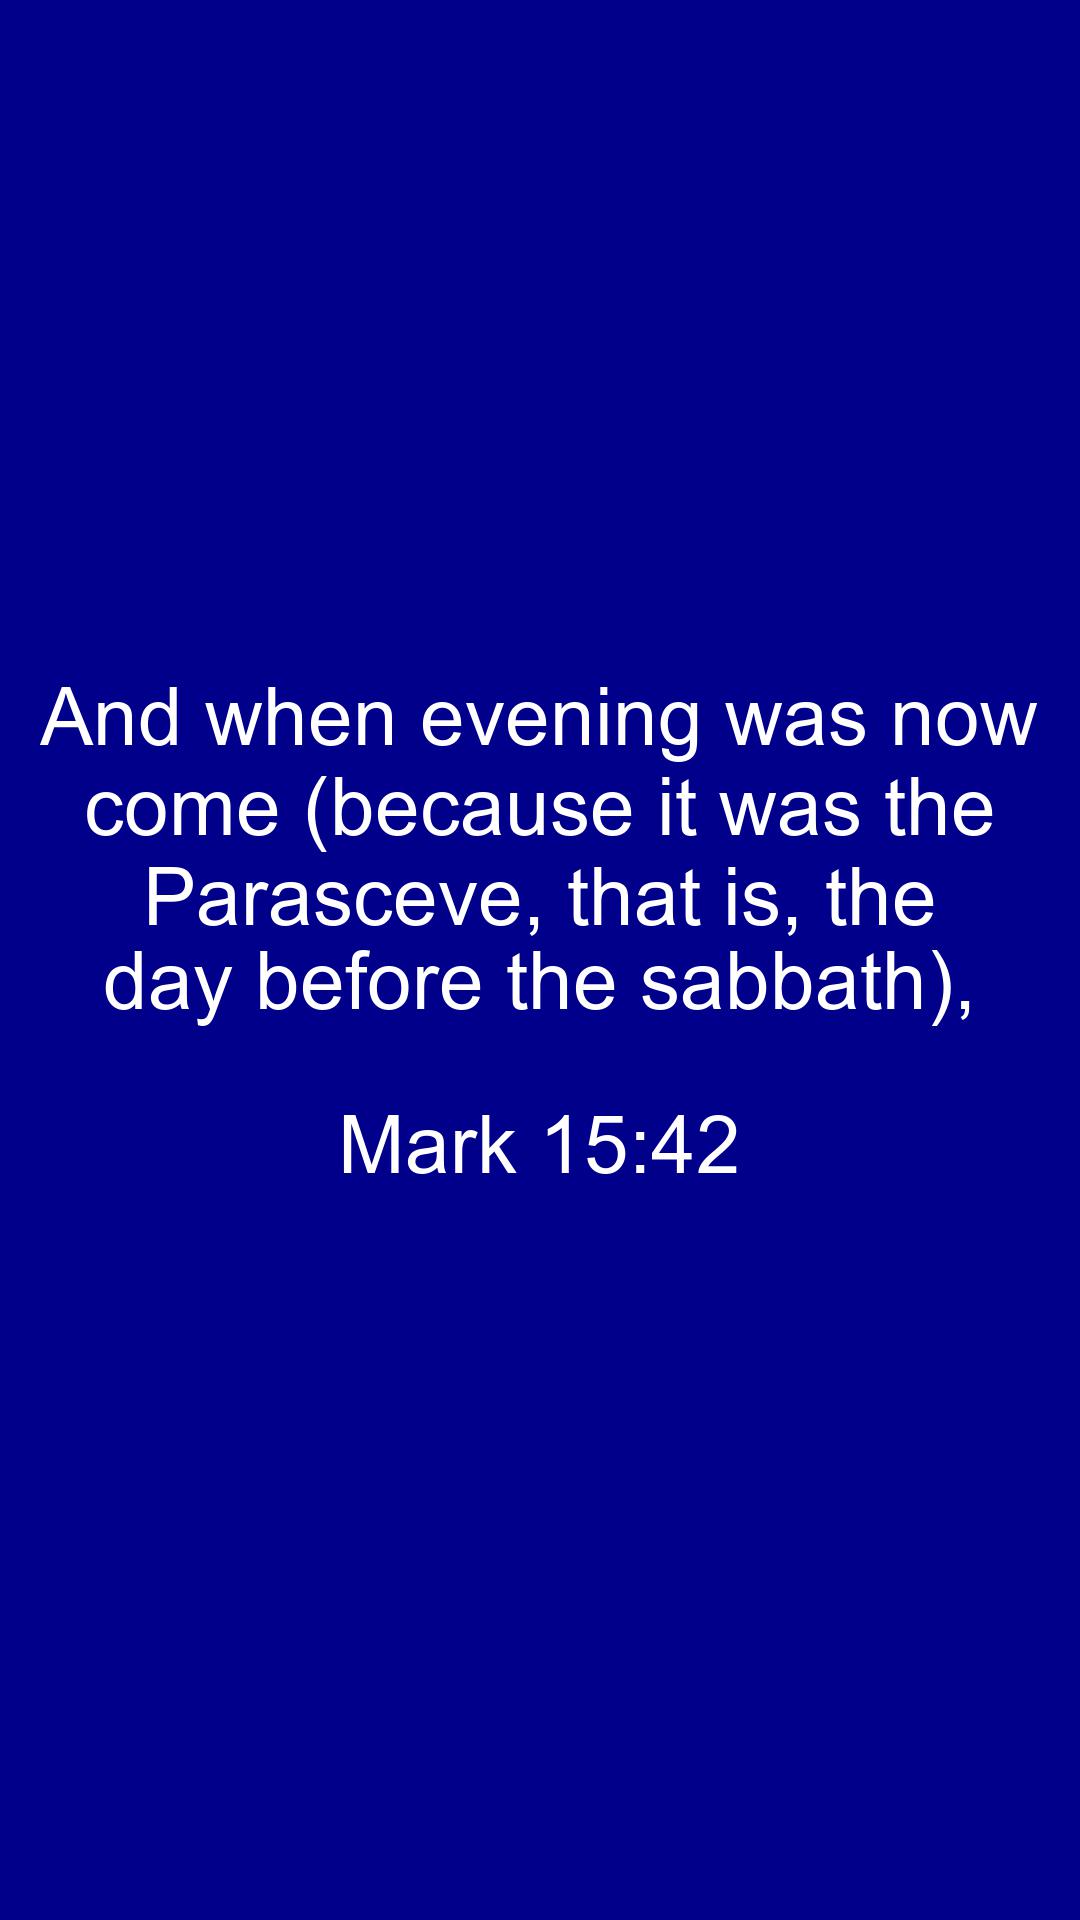 And when evening was now
come (because it was the
Parasceve, that is, the
day before the sabbath),
Mark 15:42